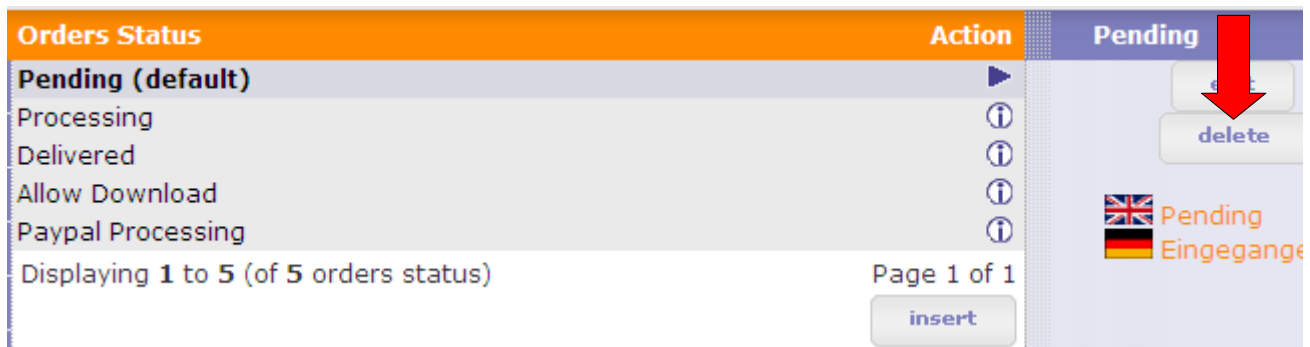 Orders Status Action Pending
Pending (default)
Processing
delete
Delivered
Allow Download
Pending
Paypal Processing
Eingegange
Displaying 1 to 5 (of 5 orders status) Page 1 of 1
insert